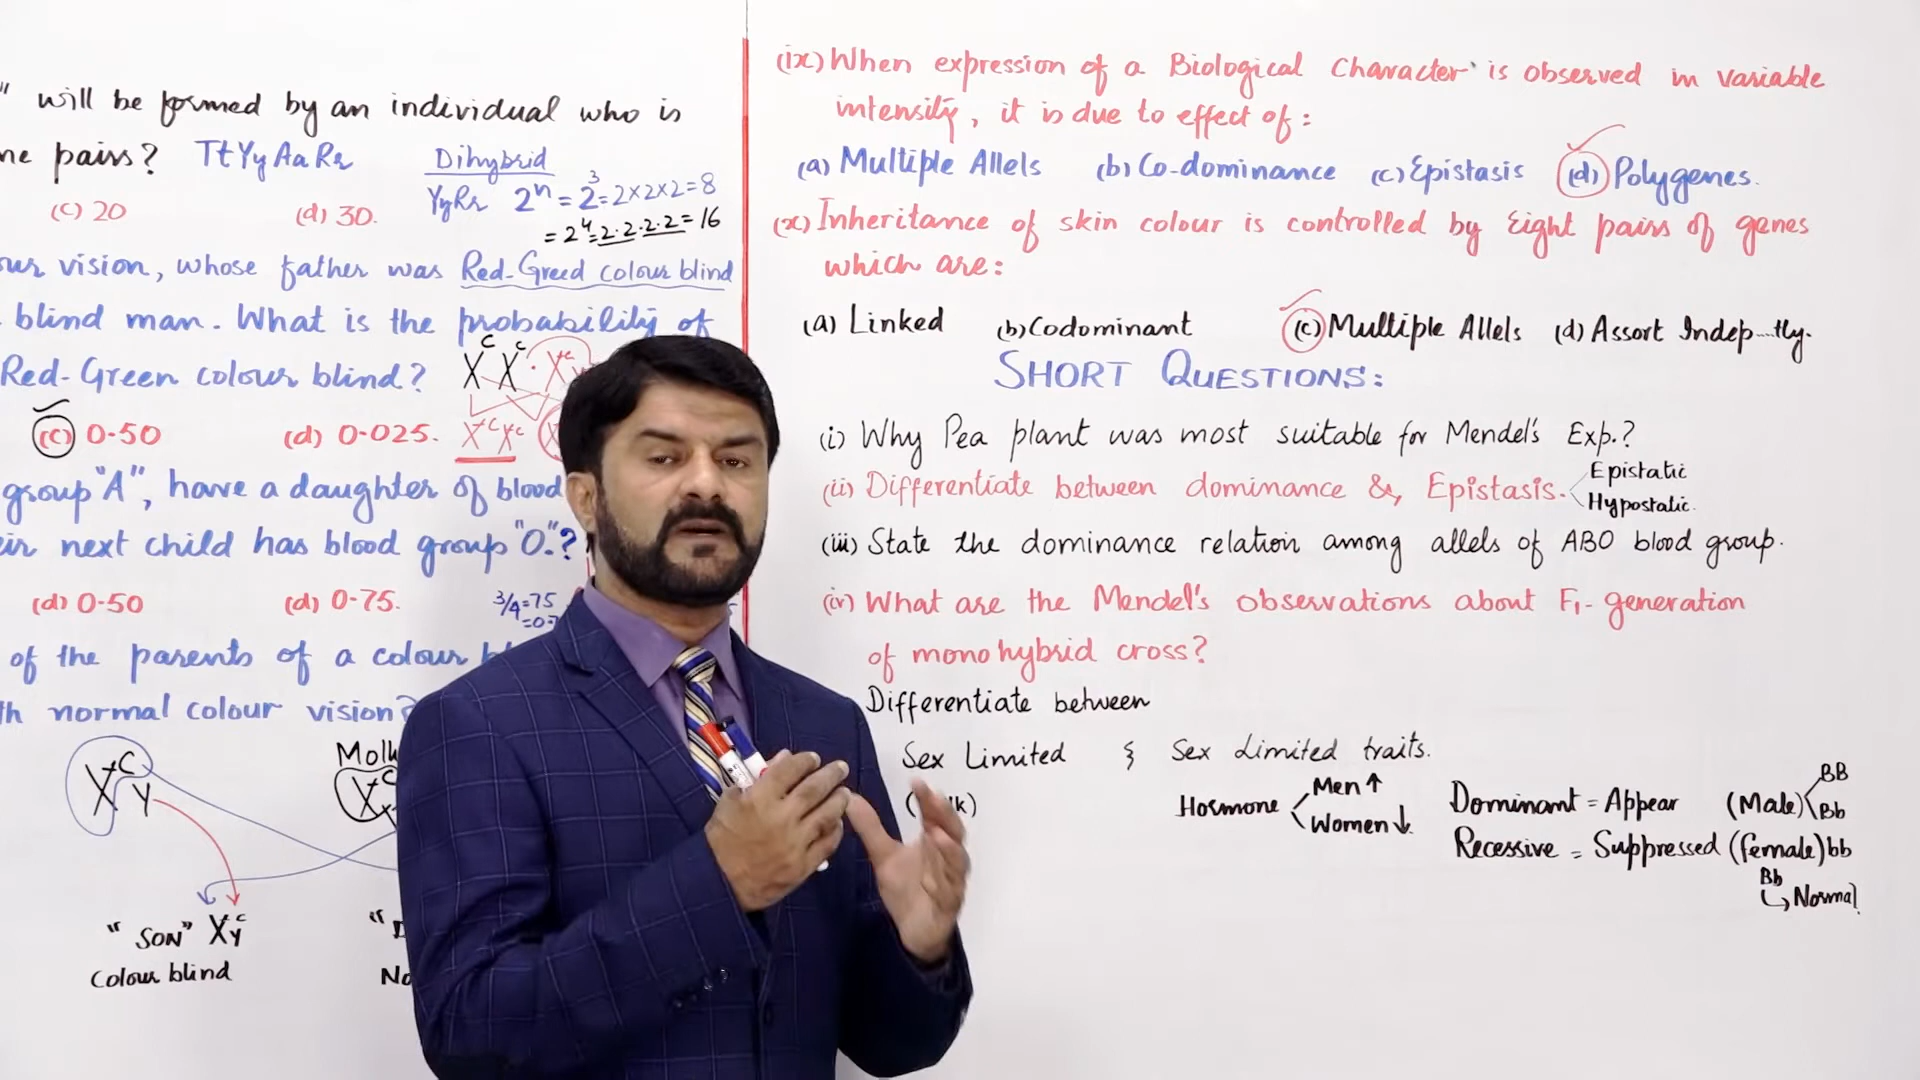 " will be formed by an individual who is
ne pairs? TtYyAaRr Dihybrid
YyRr 2ⁿ = 2³ = 2×2×2=8
(c) 20 (d) 30.
= 2⁴ = 2·2·2·2 = 16
our vision, whose father was Red-Greed colour blind
blind man. What is the probability of
Red-Green colour blind?
(c) 0-50 (d) 0-025.
group "A", have a daughter of blood
eir next child has blood group "O."?
(d) 0-50 (d) 0-75.
3/4=75
of the parents of a colour
th normal colour vision?
"SON"
Colour blind
(ix) When expression of a Biological Character is observed in variable
intensity, it is due to effect of:
(a) Multiple Allels (b) Co-dominance (c) Epistasis (d) Polygenes.
(x) Inheritance of skin colour is controlled by Eight pairs of genes
which are:
(a) Linked (b) Codominant (c) Multiple Allels (d) Assort Indep...tly.
SHORT QUESTIONS:
(i) Why Pea plant was most suitable for Mendel's Exp.?
(ii) Differentiate between dominance &, Epistasis.
Epistatic
Hypostatic.
(iii) State the dominance relation among allels of ABO blood group.
(iv) What are the Mendel's observations about F₁-generation
of monohybrid cross?
Differentiate between
Sex Limited & Sex Limited traits.
Hormone Men ↑
Women ↓
Dominant = Appear (Male) BB
Bb
Recessive = Suppressed (female) bb
Bb
Normal